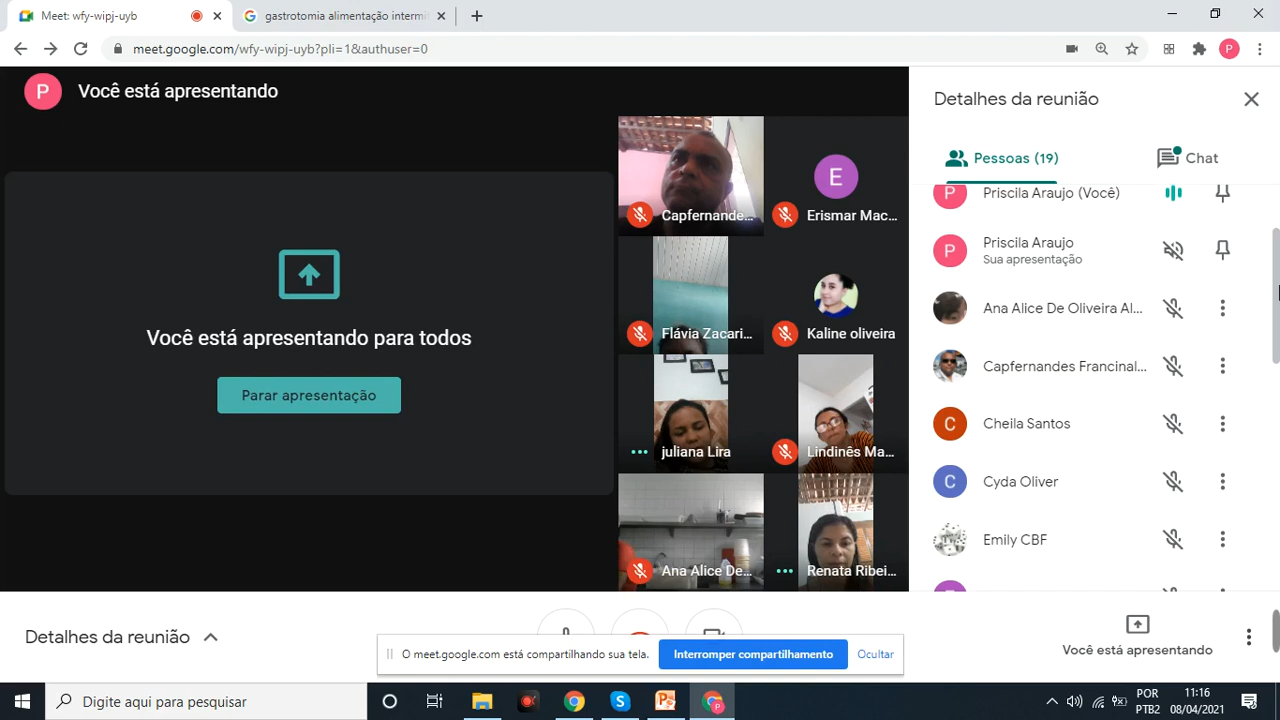 Meet: wfy-wipj-uyb
gastrotomia alimentação intermi
meet.google.com/wfy-wipj-uyb?pli=1&authuser=0
P
P
Você está apresentando
Você está apresentando para todos
Parar apresentação
Capfernande...
E
Erismar Mac...
Flávia Zacari...
Kaline oliveira
juliana Lira
Lindinês Ma...
Ana Alice De...
Renata Ribei...
Detalhes da reunião
Pessoas (19)
Chat
P
Priscila Araujo (Você)
P
Priscila Araujo
Sua apresentação
Ana Alice De Oliveira Al...
Capfernandes Francinal...
C
Cheila Santos
C
Cyda Oliver
Emily CBF
Detalhes da reunião
Você está apresentando
O meet.google.com está compartilhando sua tela.
Interromper compartilhamento
Ocultar
Digite aqui para pesquisar
POR
PTB2
11:16
08/04/2021